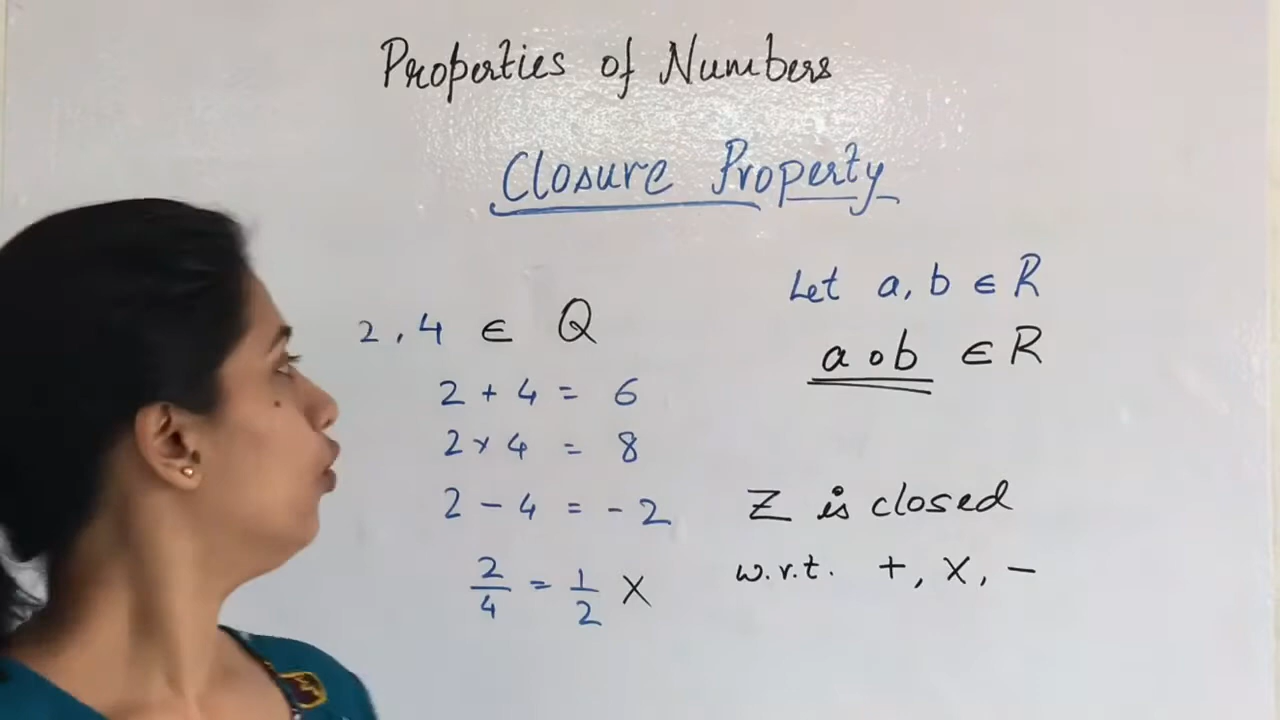 Properties of Numbers
Closure Property
2, 4 ∈ Q
2 + 4 = 6
2 × 4 = 8
2 - 4 = -2
2/4 = 1/2 X
Let a, b ∈ R
a o b ∈ R
Z is closed
w.r.t. +, ×, -